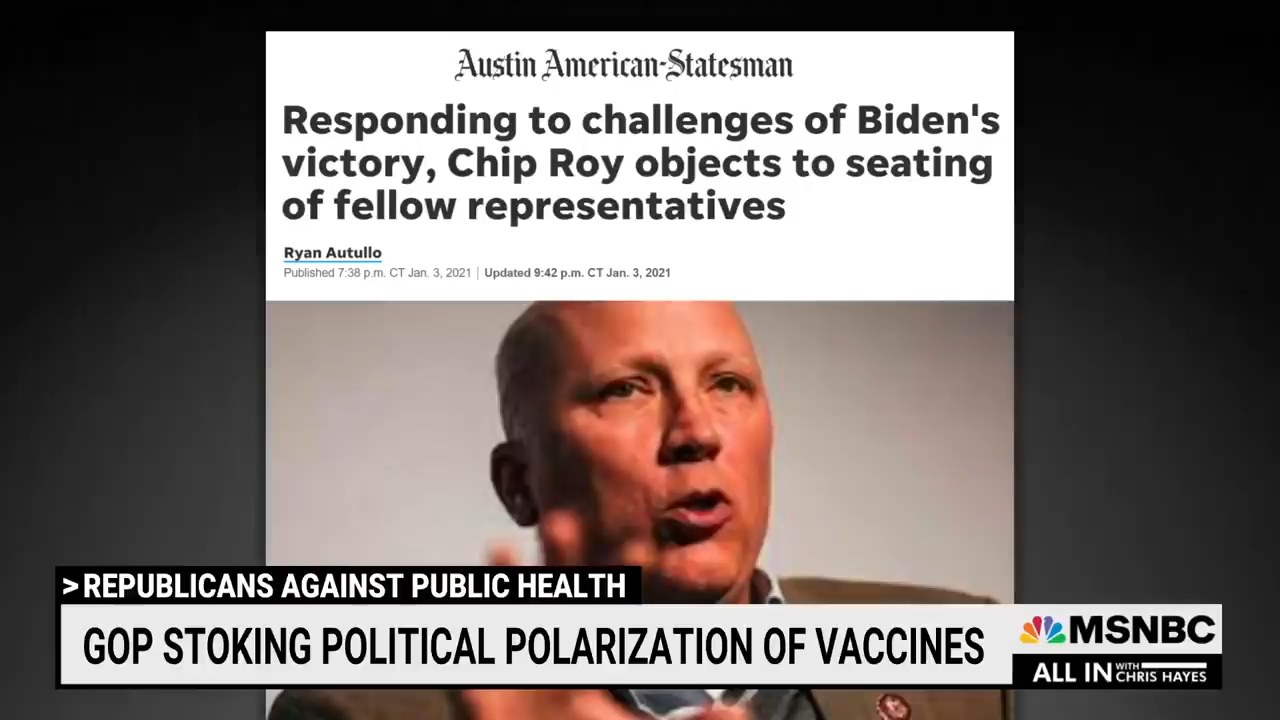 Austin American-Statesman
Responding to challenges of Biden's
victory, Chip Roy objects to seating
of fellow representatives
Ryan Autullo
Published 7:38 p.m. CT Jan. 3, 2021 | Updated 9:42 p.m. CT Jan. 3, 2021
>REPUBLICANS AGAINST PUBLIC HEALTH
GOP STOKING POLITICAL POLARIZATION OF VACCINES
MSNBC
ALL IN WITH CHRIS HAYES